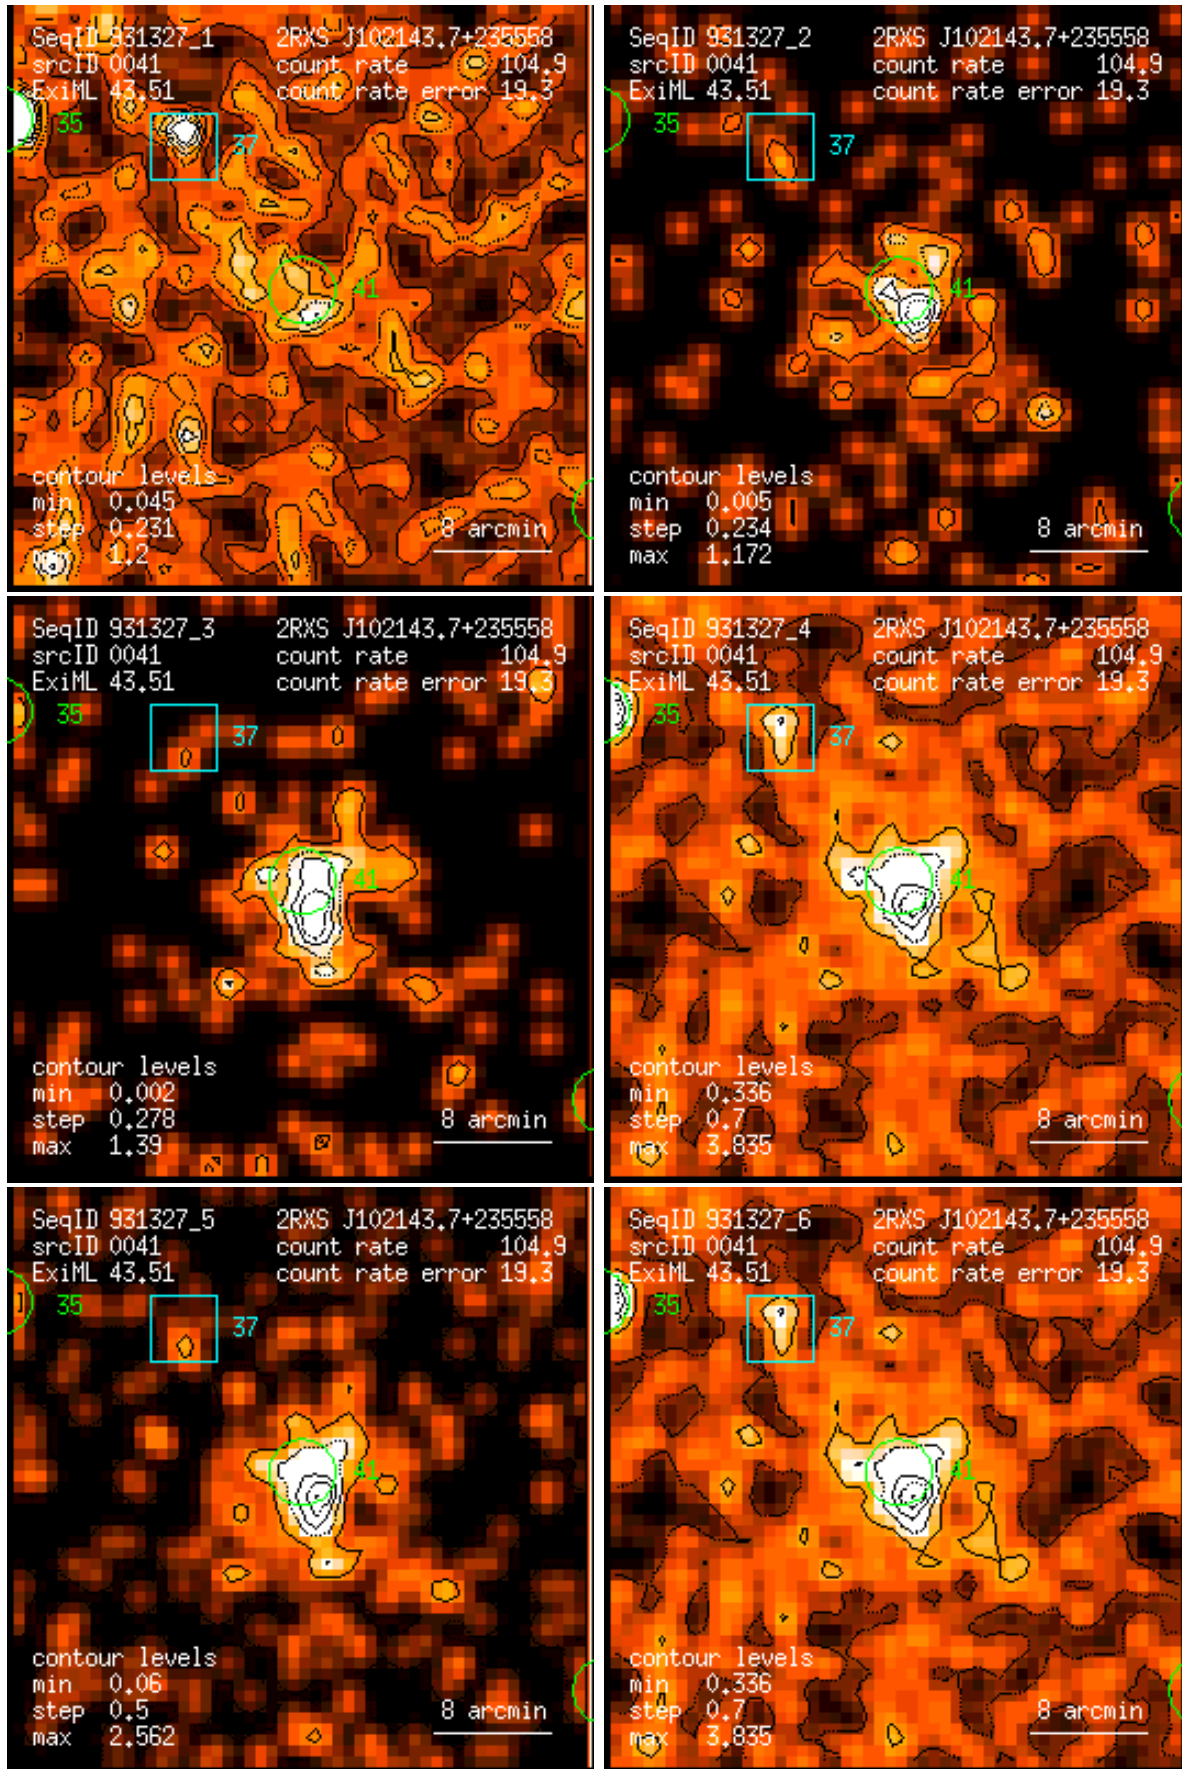 SeqID 931327_1 2RXS J102143.7+235558
srcID 0041 count rate 104.9
ExiML 43.51 count rate error 19.3
35
37
41
contour levels
min 0.045
step 0.231 8 arcmin
max 1.2
SeqID 931327_2 2RXS J102143.7+235558
srcID 0041 count rate 104.9
ExiML 43.51 count rate error 19.3
35
37
41
contour levels
min 0.005
step 0.234 8 arcmin
max 1.172
SeqID 931327_3 2RXS J102143.7+235558
srcID 0041 count rate 104.9
ExiML 43.51 count rate error 19.3
35
37
41
contour levels
min 0.002
step 0.278 8 arcmin
max 1.39
SeqID 931327_4 2RXS J102143.7+235558
srcID 0041 count rate 104.9
ExiML 43.51 count rate error 19.3
35
37
41
contour levels
min 0.336
step 0.7 8 arcmin
max 3.835
SeqID 931327_5 2RXS J102143.7+235558
srcID 0041 count rate 104.9
ExiML 43.51 count rate error 19.3
35
37
41
contour levels
min 0.06
step 0.5 8 arcmin
max 2.562
SeqID 931327_6 2RXS J102143.7+235558
srcID 0041 count rate 104.9
ExiML 43.51 count rate error 19.3
35
37
41
contour levels
min 0.336
step 0.7 8 arcmin
max 3.835